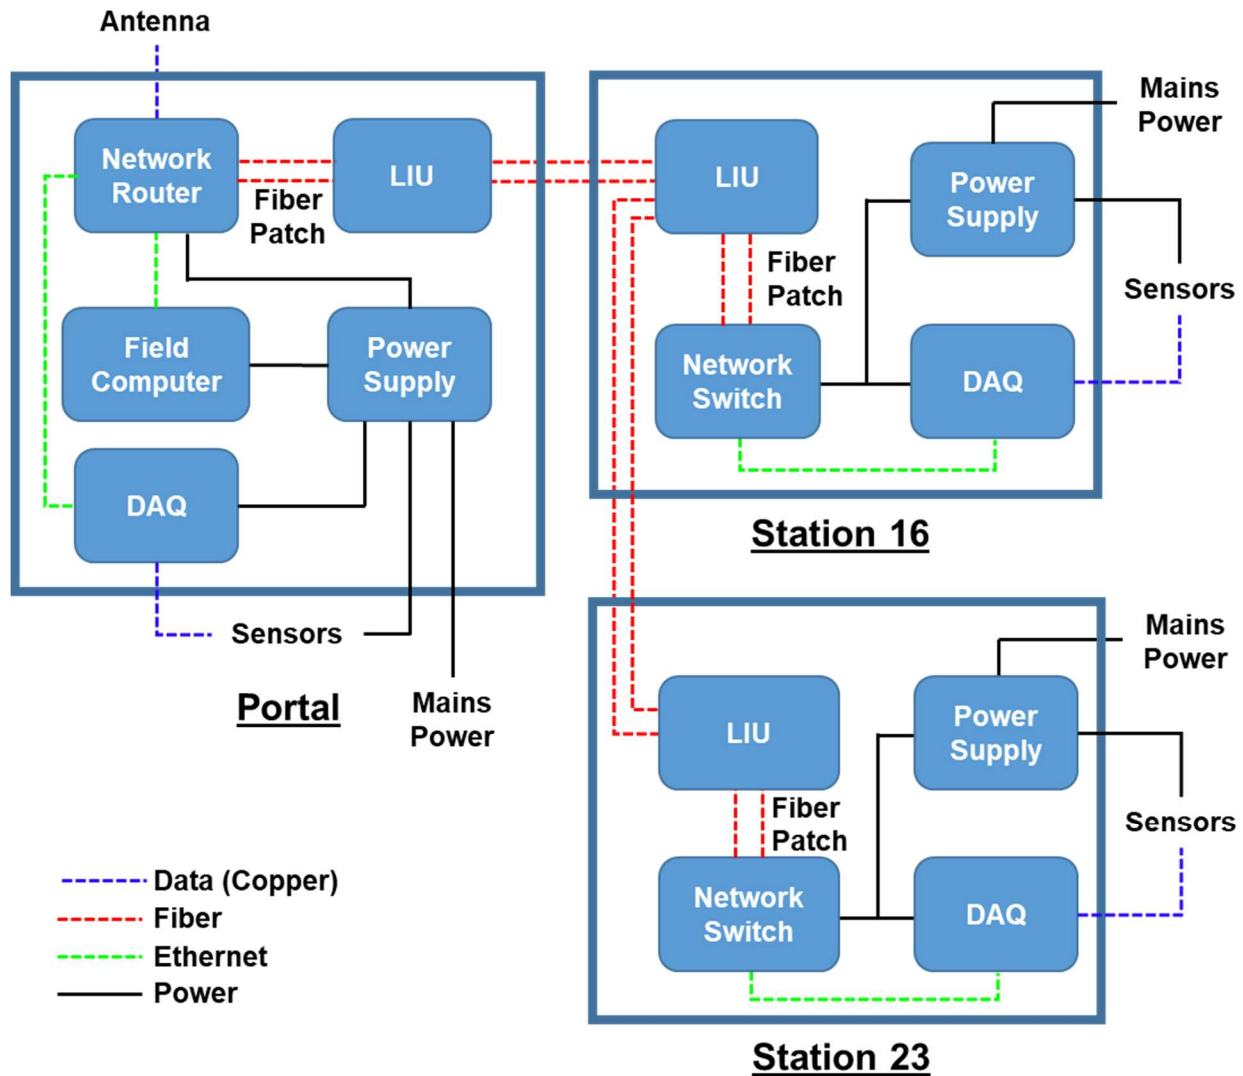 Antenna
Network
Router
LIU
Fiber
Patch
Field
Computer
Power
Supply
DAQ
Sensors
Portal
Mains
Power
LIU
Power
Supply
Mains
Power
Fiber
Patch
Sensors
Network
Switch
DAQ
Station 16
LIU
Power
Supply
Mains
Power
Fiber
Patch
Sensors
Network
Switch
DAQ
Station 23
Data (Copper)
Fiber
Ethernet
Power